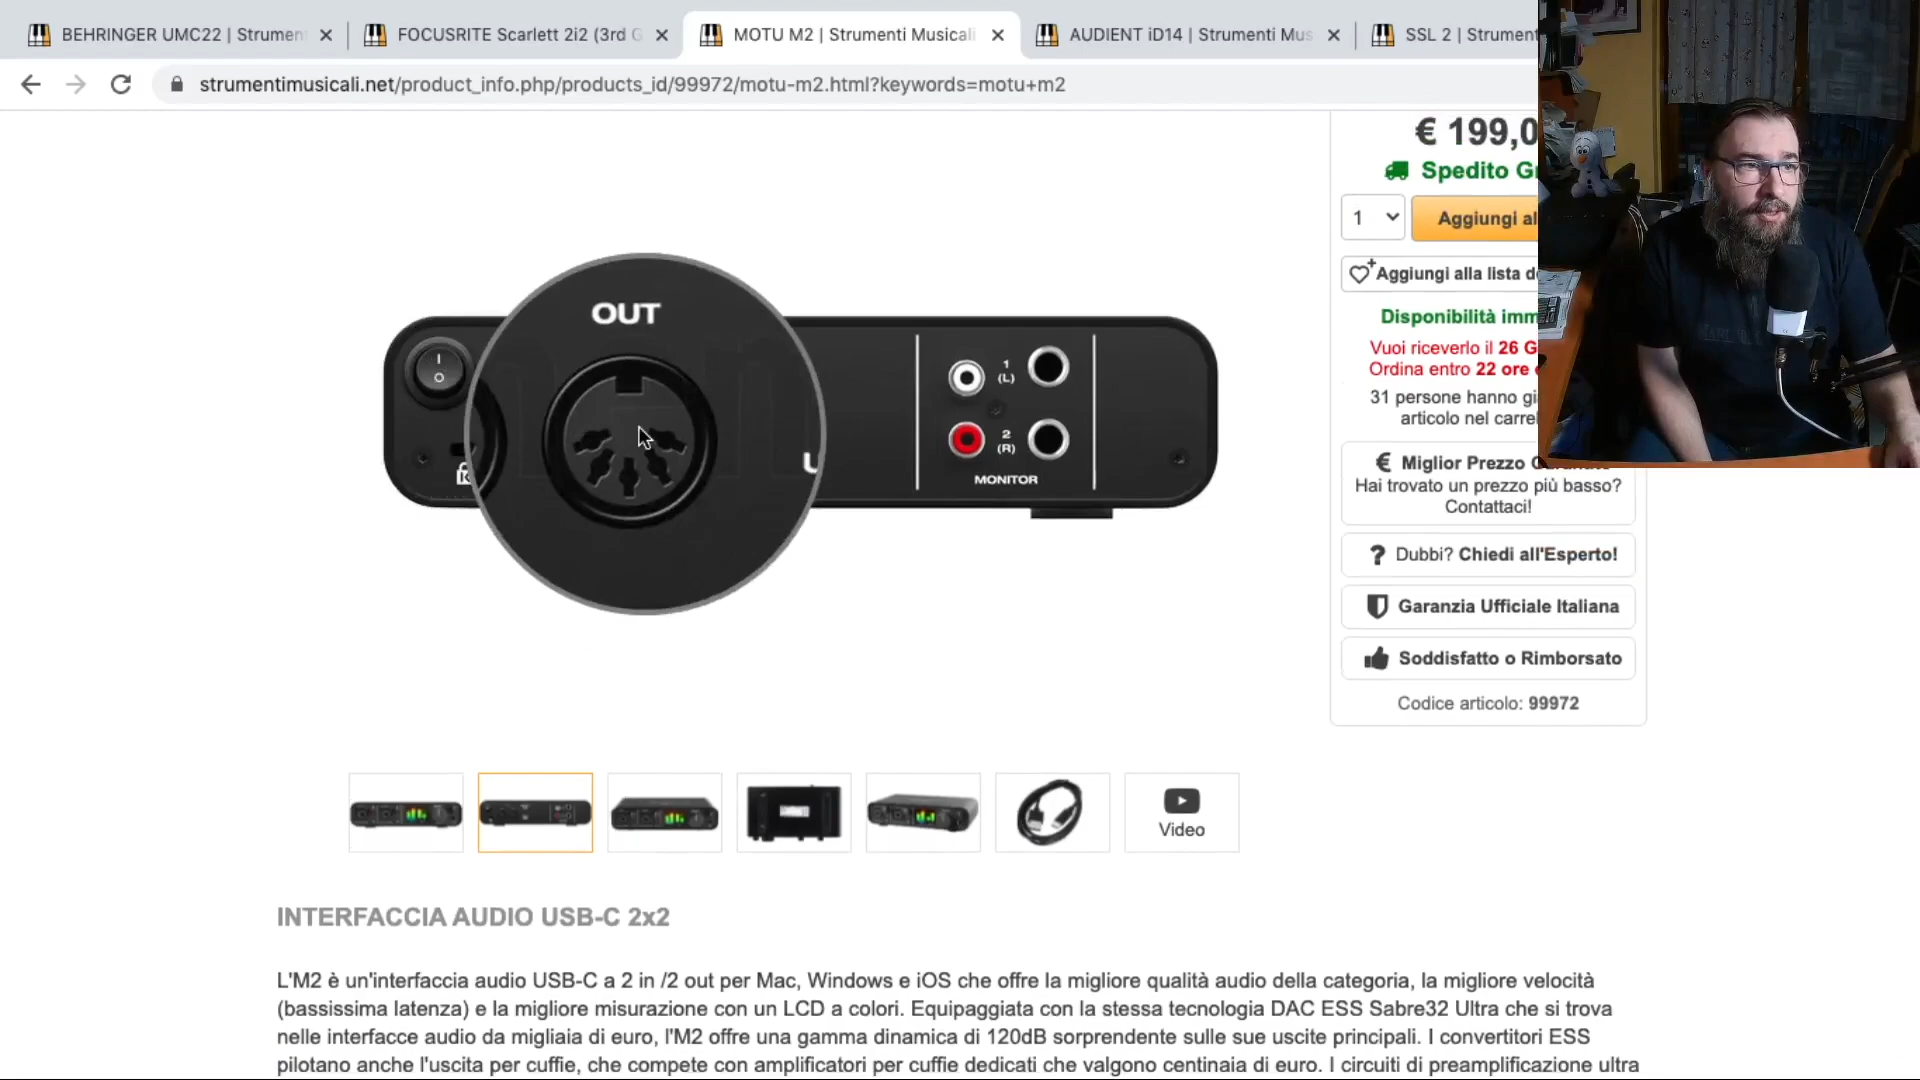 BEHRINGER UMC22 | Strumen
FOCUSRITE Scarlett 2i2 (3rd G
MOTU M2 | Strumenti Musicali
AUDIENT iD14 | Strumenti Mus
SSL 2 | Strument
strumentimusicali.net/product_info.php/products_id/99972/motu-m2.html?keywords=motu+m2
€ 199,0
Spedito Gr
1
Aggiungi al
Aggiungi alla lista de
Disponibilità imm
Vuoi riceverlo il 26 G
Ordina entro 22 ore
31 persone hanno gi
articolo nel carrel
Miglior Prezzo
Hai trovato un prezzo più basso?
Contattaci!
Dubbi? Chiedi all'Esperto!
Garanzia Ufficiale Italiana
Soddisfatto o Rimborsato
Codice articolo: 99972
OUT
1
(L)
2
(R)
MONITOR
Video
INTERFACCIA AUDIO USB-C 2x2
L'M2 è un'interfaccia audio USB-C a 2 in /2 out per Mac, Windows e iOS che offre la migliore qualità audio della categoria, la migliore velocità
(bassissima latenza) e la migliore misurazione con un LCD a colori. Equipaggiata con la stessa tecnologia DAC ESS Sabre32 Ultra che si trova
nelle interfacce audio da migliaia di euro, l'M2 offre una gamma dinamica di 120dB sorprendente sulle sue uscite principali. I convertitori ESS
pilotano anche l'uscita per cuffie, che compete con amplificatori per cuffie dedicati che valgono centinaia di euro. I circuiti di preamplificazione ultra